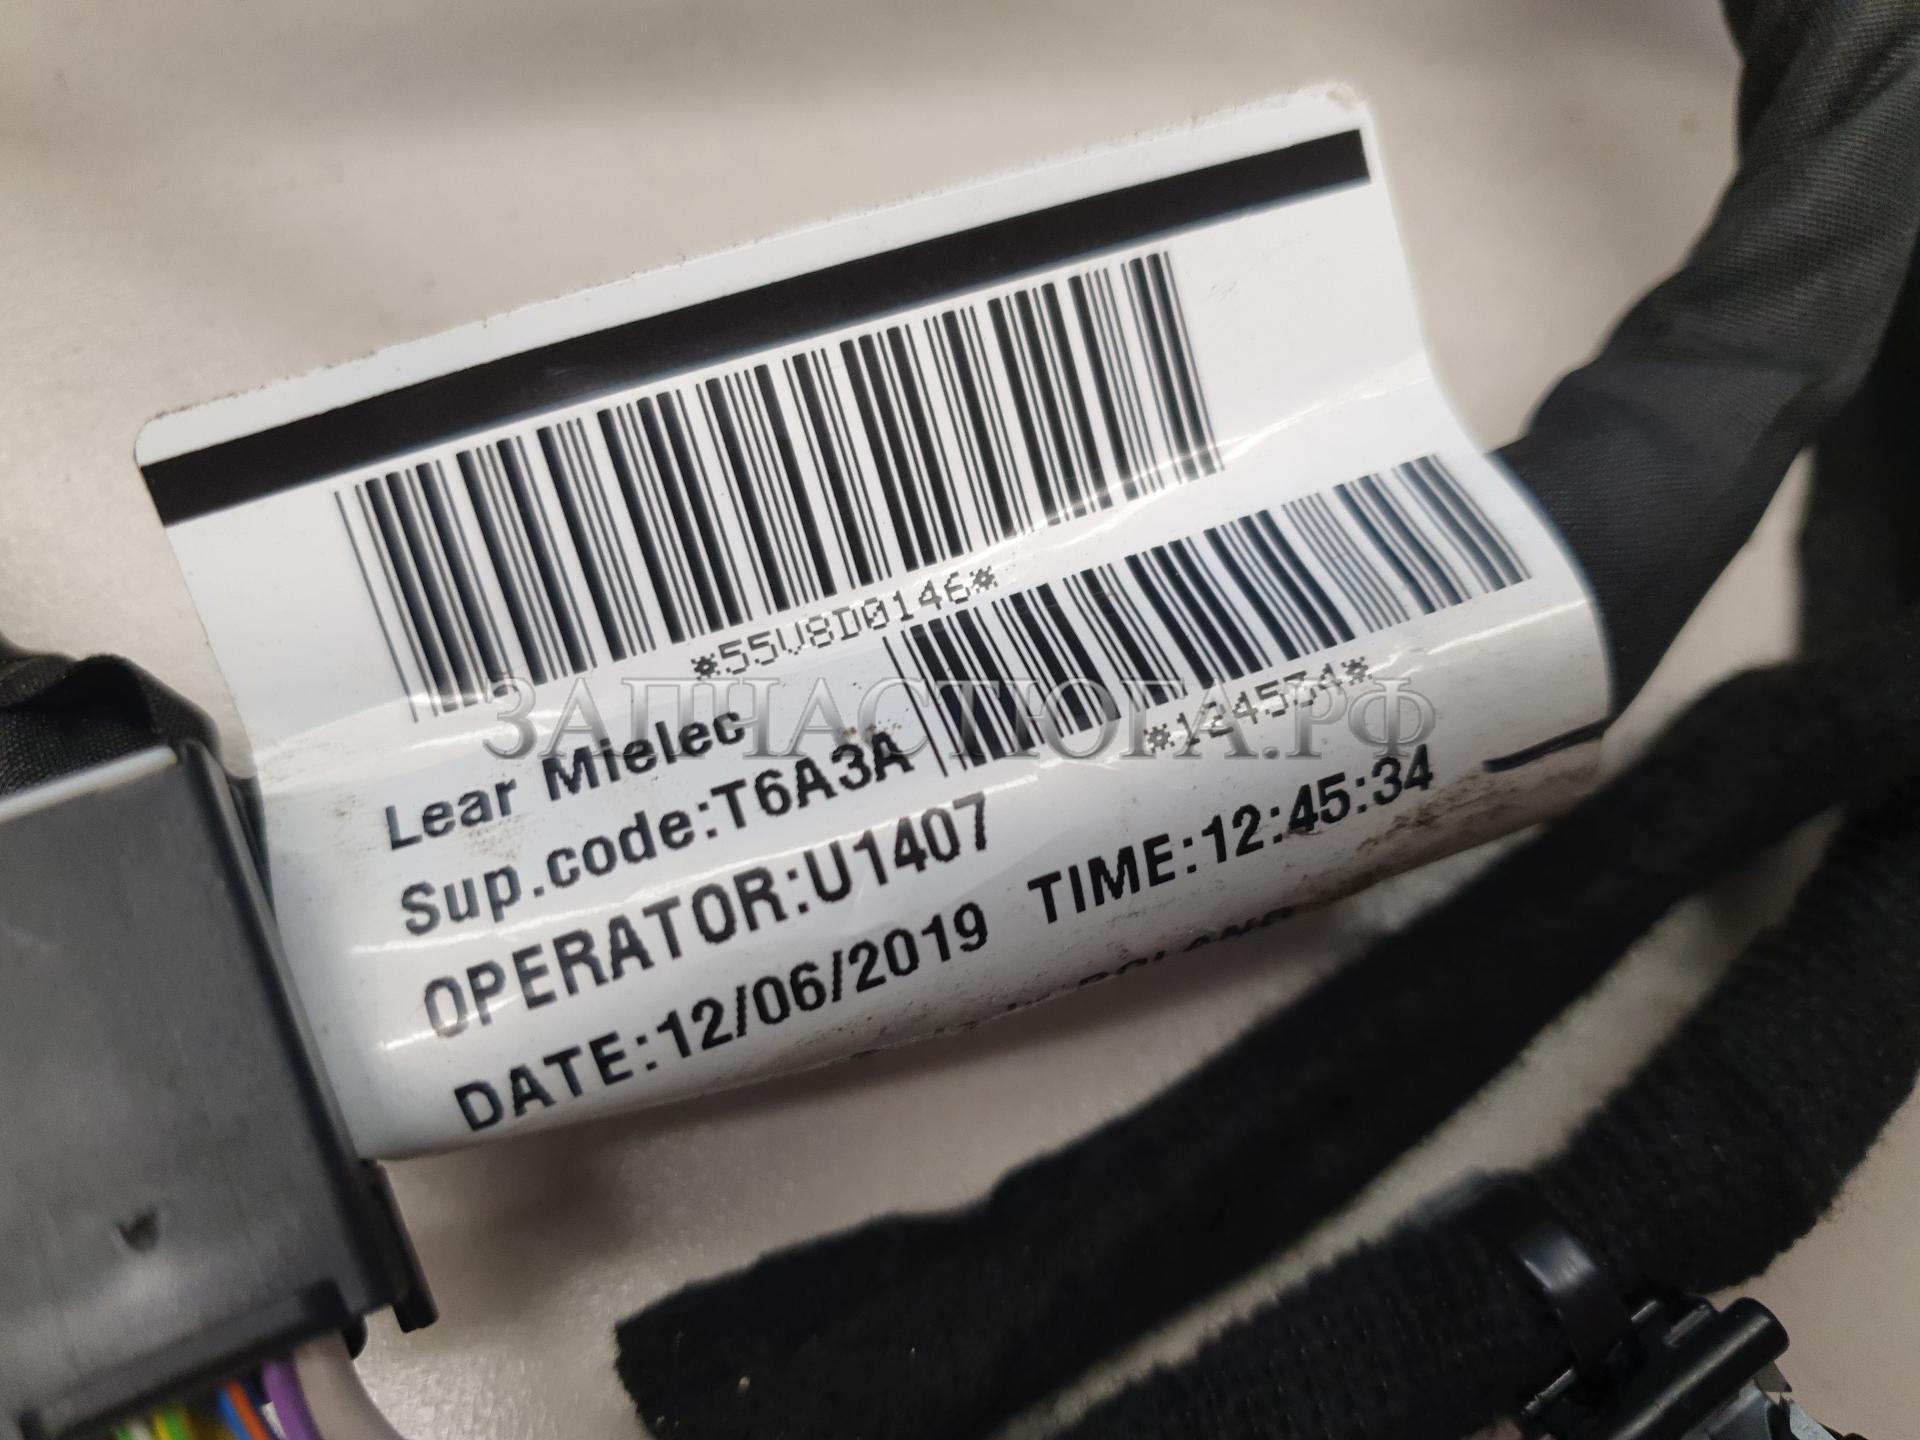 *55U8D0146*
*124534*
Lear Mielec
Sup.code:T6A3A
OPERATOR:U1407
DATE:12/06/2019 TIME:12:45:34
POLAND
ЗАПЧАСТЮГА.РФ